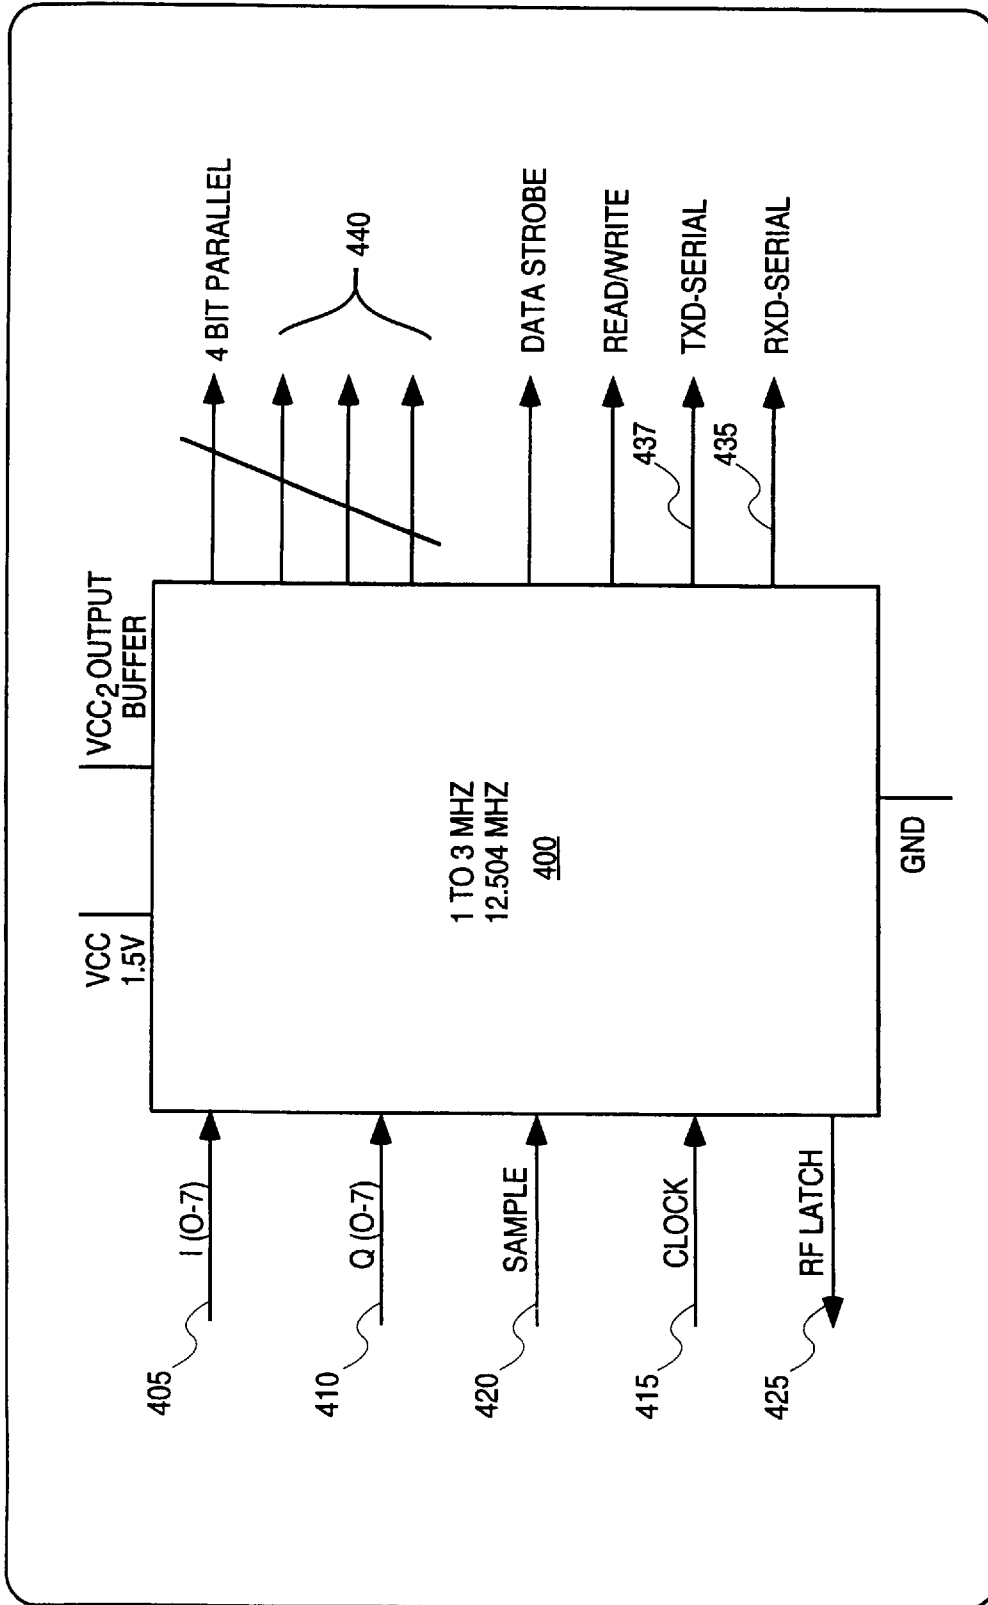 VCC
1.5V
VCC2 OUTPUT
BUFFER
405
I (O-7)
410
Q (O-7)
420
SAMPLE
415
CLOCK
425
RF LATCH
1 TO 3 MHZ
12.504 MHZ
400
4 BIT PARALLEL
440
DATA STROBE
READ/WRITE
437
TXD-SERIAL
435
RXD-SERIAL
GND